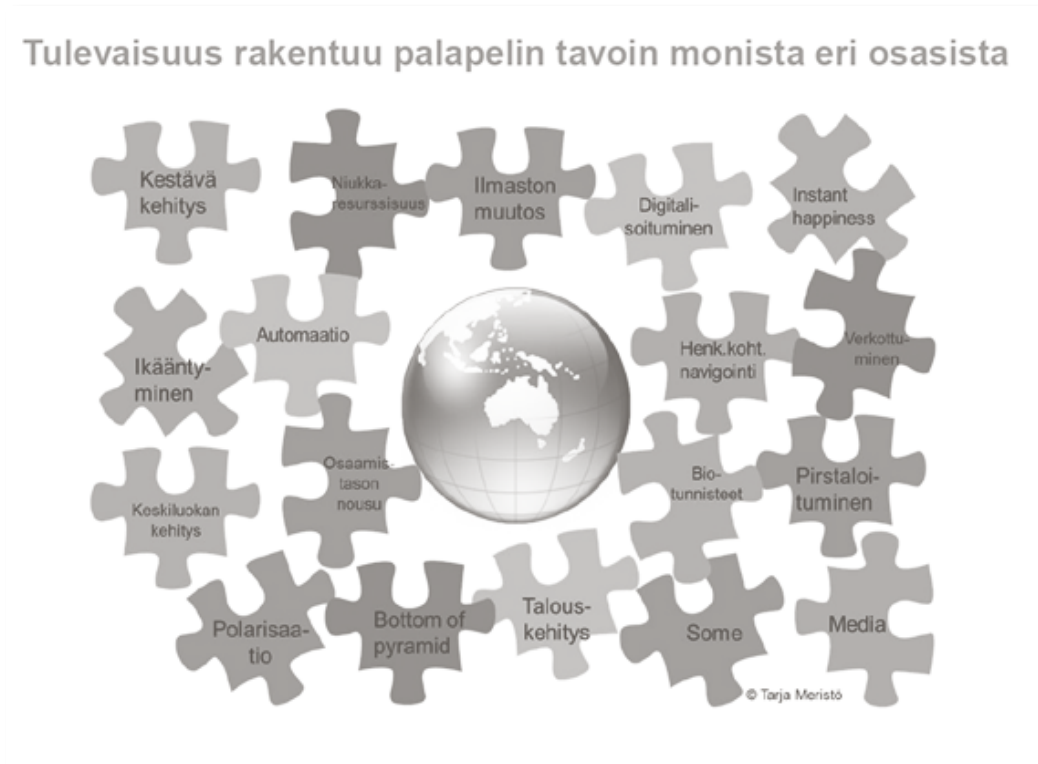 Tulevaisuus rakentuu palapelin tavoin monista eri osasista
Kestävä
kehitys
Niukka-
resurssisuus
Ilmaston
muutos
Digitali-
soituminen
Instant
happiness
Ikäänty-
minen
Automaatio
Henk.koht.
navigointi
Verkottu-
minen
Keskiluokan
kehitys
Osaamis-
tason
nousu
Bio-
tunnisteet
Pirstaloi-
tuminen
Polarisaa-
tio
Bottom of
pyramid
Talous-
kehitys
Some
Media
© Tarja Meristö